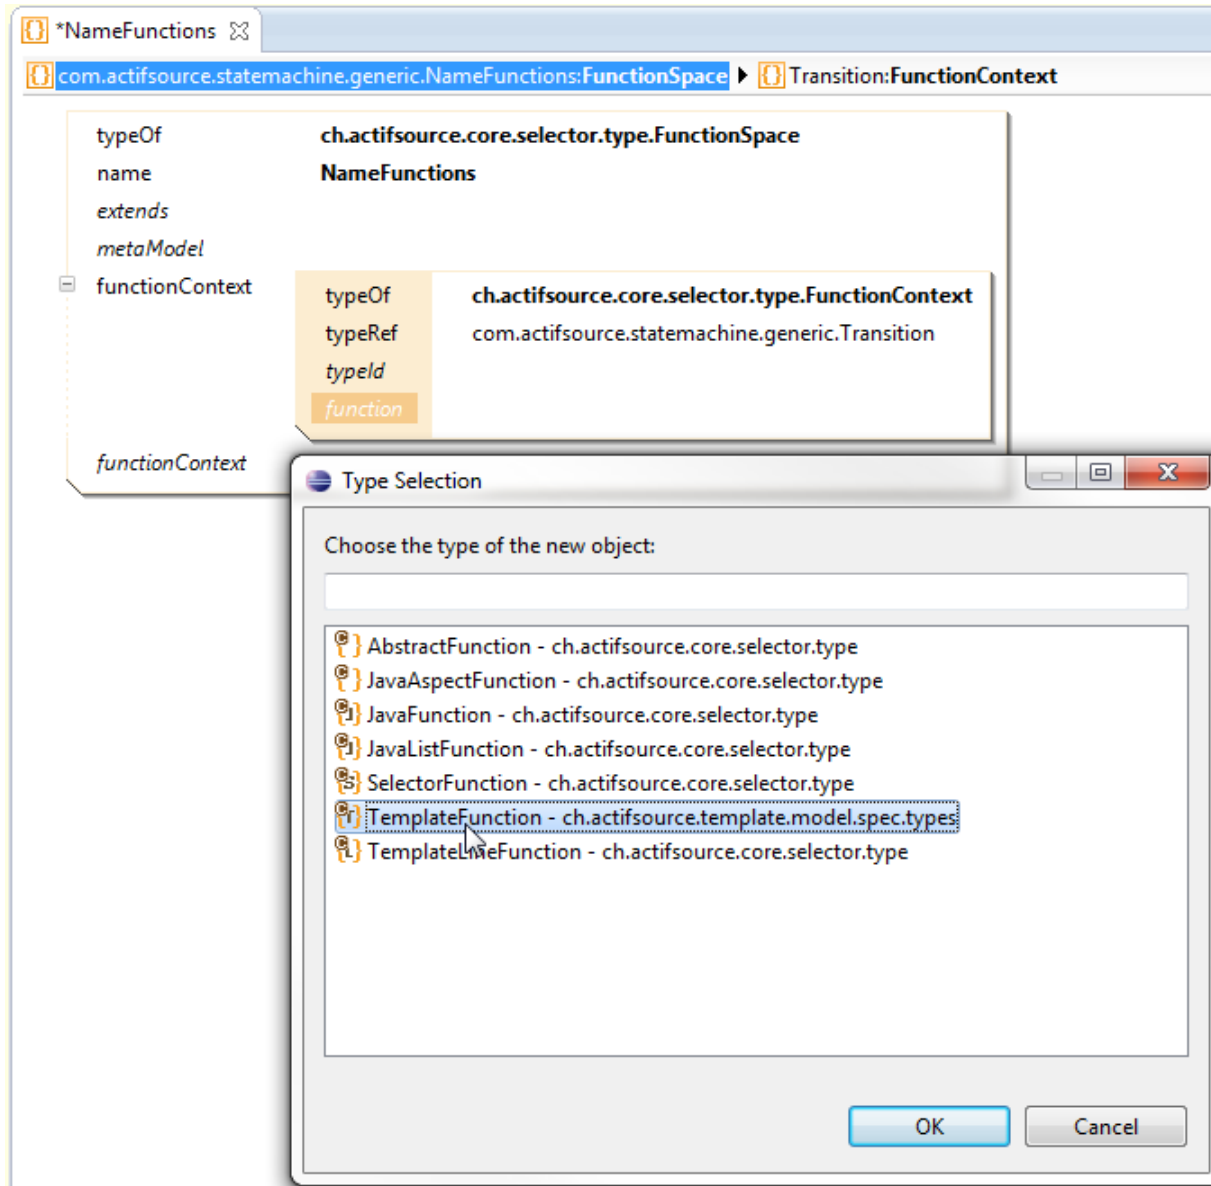 *NameFunctions
com.actifsource.statemachine.generic.NameFunctions:FunctionSpace Transition:FunctionContext
typeOf ch.actifsource.core.selector.type.FunctionSpace
name NameFunctions
extends
metaModel
functionContext
typeOf ch.actifsource.core.selector.type.FunctionContext
typeRef com.actifsource.statemachine.generic.Transition
typeId
function
functionContext
Type Selection
Choose the type of the new object:
AbstractFunction - ch.actifsource.core.selector.type
JavaAspectFunction - ch.actifsource.core.selector.type
JavaFunction - ch.actifsource.core.selector.type
JavaListFunction - ch.actifsource.core.selector.type
SelectorFunction - ch.actifsource.core.selector.type
TemplateFunction - ch.actifsource.template.model.spec.types
TemplateLineFunction - ch.actifsource.core.selector.type
OK Cancel